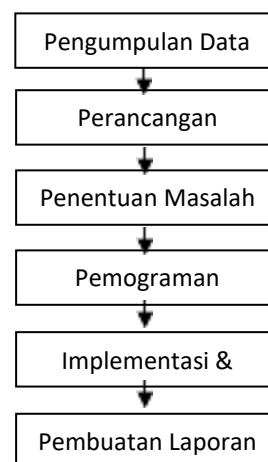 Pengumpulan Data
Perancangan
Penentuan Masalah
Pemograman
Implementasi &
Pembuatan Laporan